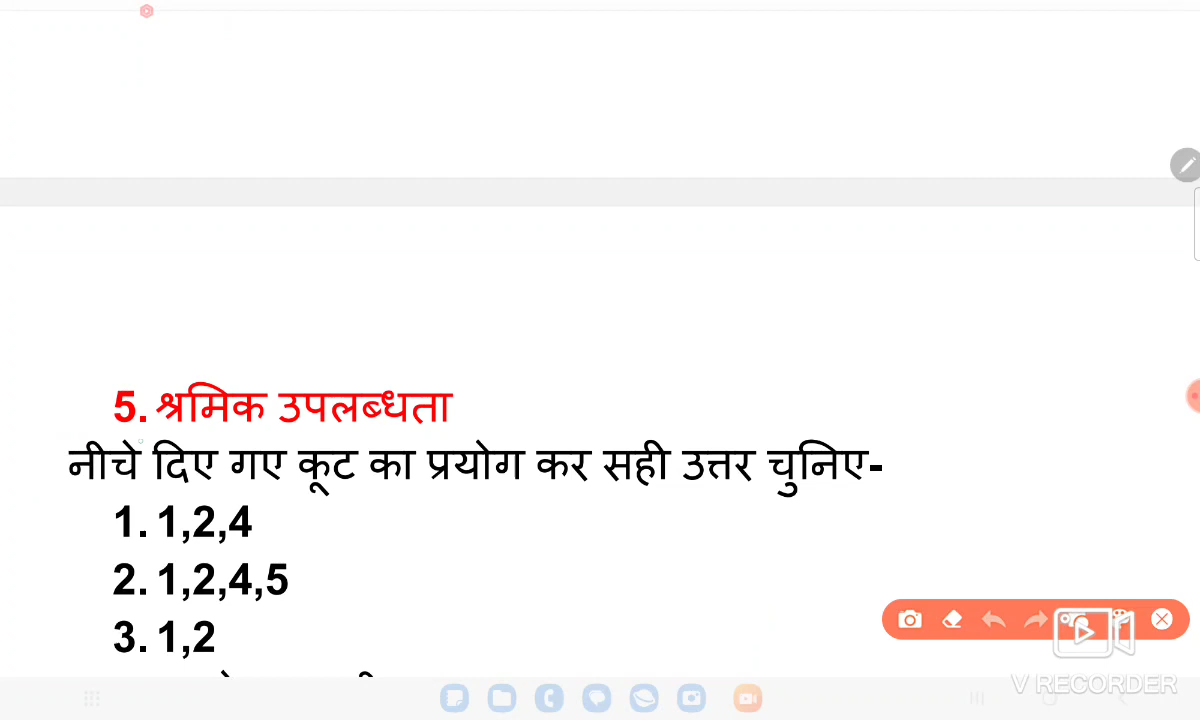 5. श्रमिक उपलब्धता
नीचे दिए गए कूट का प्रयोग कर सही उत्तर चुनिए-
1. 1,2,4
2. 1,2,4,5
3. 1,2
V RECORDER